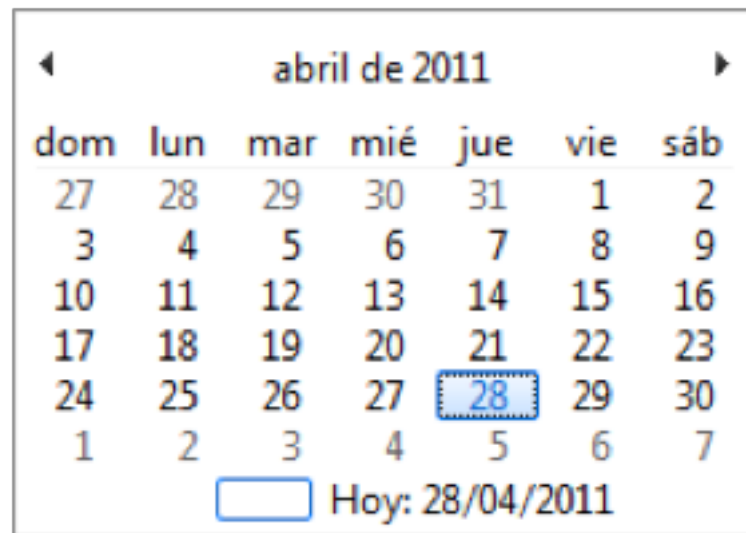 abril de 2011
dom lun mar mié jue vie sáb
27 28 29 30 31 1 2
3 4 5 6 7 8 9
10 11 12 13 14 15 16
17 18 19 20 21 22 23
24 25 26 27 28 29 30
1 2 3 4 5 6 7
Hoy: 28/04/2011